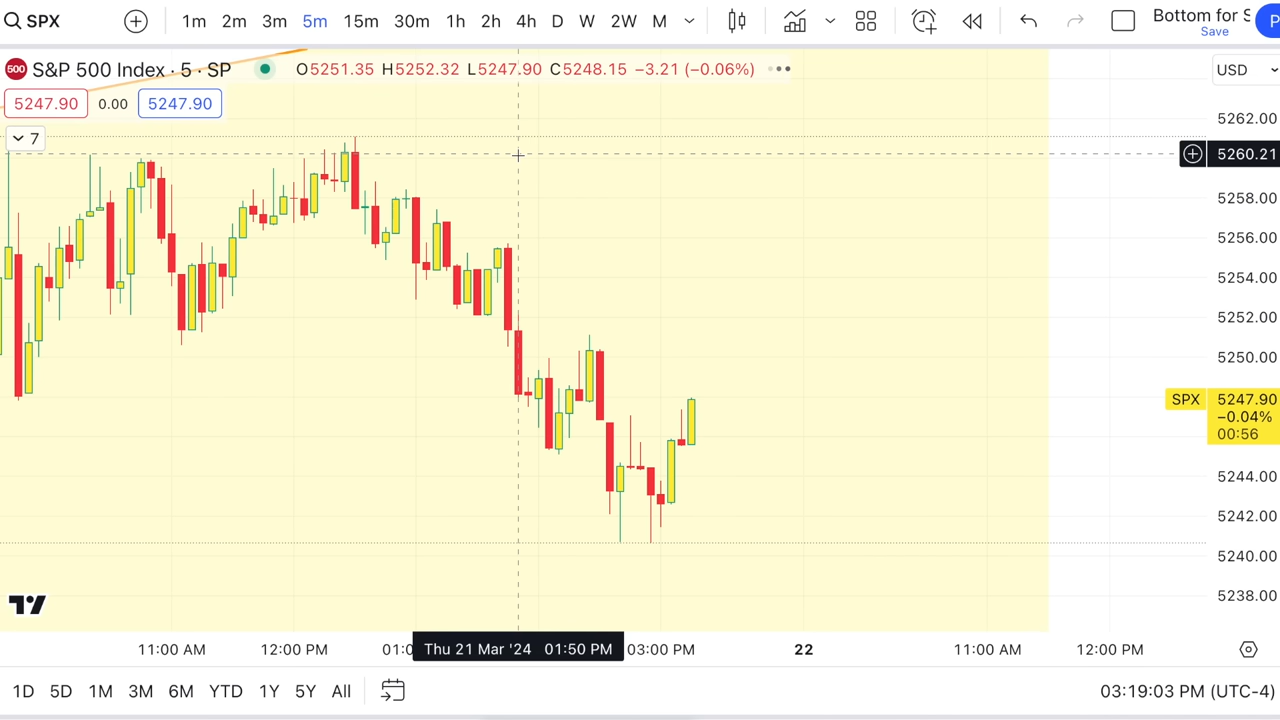 SPX 1m 2m 3m 5m 15m 30m 1h 2h 4h D W 2W M Bottom for S P
Save
500 S&P 500 Index · 5 · SP O5251.35 H5252.32 L5247.90 C5248.15 −3.21 (−0.06%) USD
5247.90 0.00 5247.90
7
5262.00
5260.21
5258.00
5256.00
5254.00
5252.00
5250.00
SPX 5247.90
−0.04%
00:56
5244.00
5242.00
5240.00
5238.00
11:00 AM 12:00 PM 01:0 Thu 21 Mar '24 01:50 PM 03:00 PM 22 11:00 AM 12:00 PM
1D 5D 1M 3M 6M YTD 1Y 5Y All 03:19:03 PM (UTC-4)